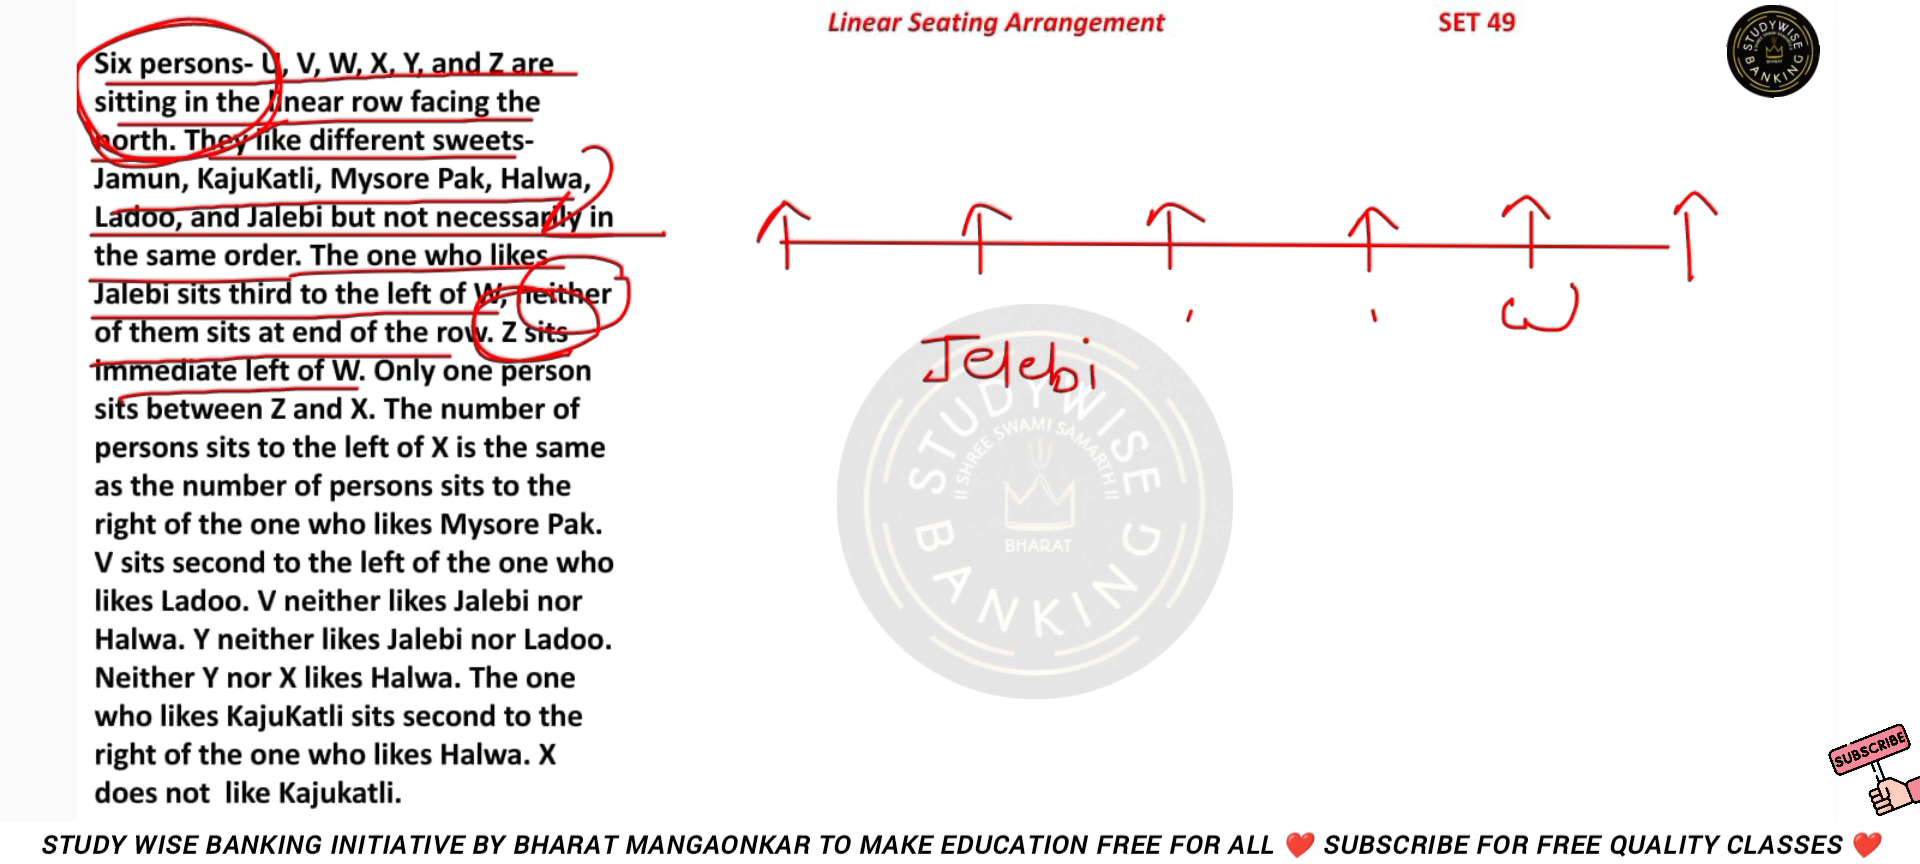 Linear Seating Arrangement
SET 49
STUDYWISE
BANKING
Six persons- U, V, W, X, Y, and Z are
sitting in the linear row facing the
north. They like different sweets-
Jamun, KajuKatli, Mysore Pak, Halwa,
Ladoo, and Jalebi but not necessarily in
the same order. The one who likes
Jalebi sits third to the left of W, neither
of them sits at end of the row. Z sits
immediate left of W. Only one person
sits between Z and X. The number of
persons sits to the left of X is the same
as the number of persons sits to the
right of the one who likes Mysore Pak.
V sits second to the left of the one who
likes Ladoo. V neither likes Jalebi nor
Halwa. Y neither likes Jalebi nor Ladoo.
Neither Y nor X likes Halwa. The one
who likes KajuKatli sits second to the
right of the one who likes Halwa. X
does not like Kajukatli.
W
Jelebi
STUDYWISE
॥ SHREE SWAMI SAMARTH ॥
BHARAT
BANKING
SUBSCRIBE
STUDY WISE BANKING INITIATIVE BY BHARAT MANGAONKAR TO MAKE EDUCATION FREE FOR ALL ❤️ SUBSCRIBE FOR FREE QUALITY CLASSES ❤️